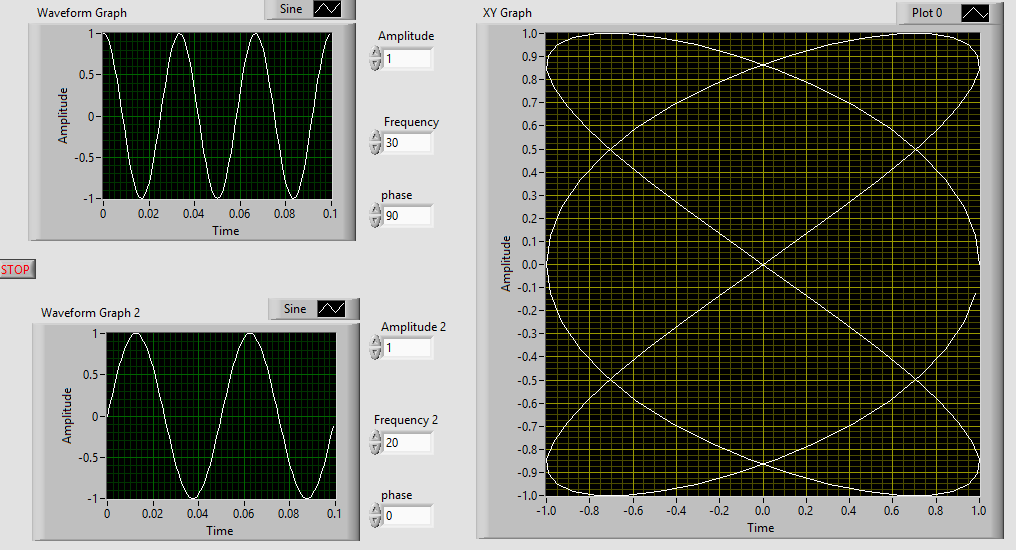 Waveform Graph
Sine
1
0.5
0
-0.5
-1
Amplitude
0 0.02 0.04 0.06 0.08 0.1
Time
Amplitude
1
Frequency
30
phase
90
STOP
Waveform Graph 2
Sine
1
0.5
0
-0.5
-1
Amplitude
0 0.02 0.04 0.06 0.08 0.1
Time
Amplitude 2
1
Frequency 2
20
phase
0
XY Graph
Plot 0
1.0
0.9
0.8
0.7
0.6
0.5
0.4
0.3
0.2
0.1
0.0
-0.1
-0.2
-0.3
-0.4
-0.5
-0.6
-0.7
-0.8
-0.9
-1.0
Amplitude
-1.0 -0.8 -0.6 -0.4 -0.2 0.0 0.2 0.4 0.6 0.8 1.0
Time